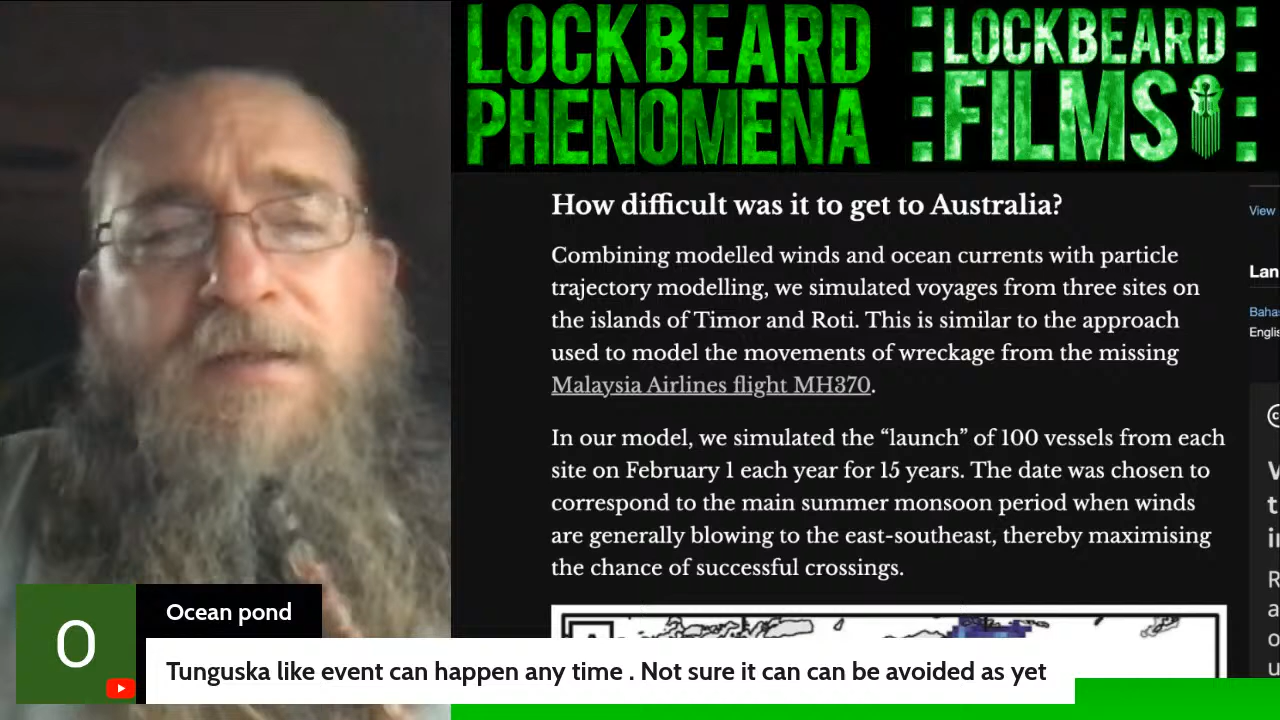 LOCKBEARD
PHENOMENA
LOCKBEARD
FILMS
How difficult was it to get to Australia?
Combining modelled winds and ocean currents with particle
trajectory modelling, we simulated voyages from three sites on
the islands of Timor and Roti. This is similar to the approach
used to model the movements of wreckage from the missing
Malaysia Airlines flight MH370.
In our model, we simulated the “launch” of 100 vessels from each
site on February 1 each year for 15 years. The date was chosen to
correspond to the main summer monsoon period when winds
are generally blowing to the east-southeast, thereby maximising
the chance of successful crossings.
View
Lan
Baha
Englis
O
Ocean pond
Tunguska like event can happen any time . Not sure it can can be avoided as yet